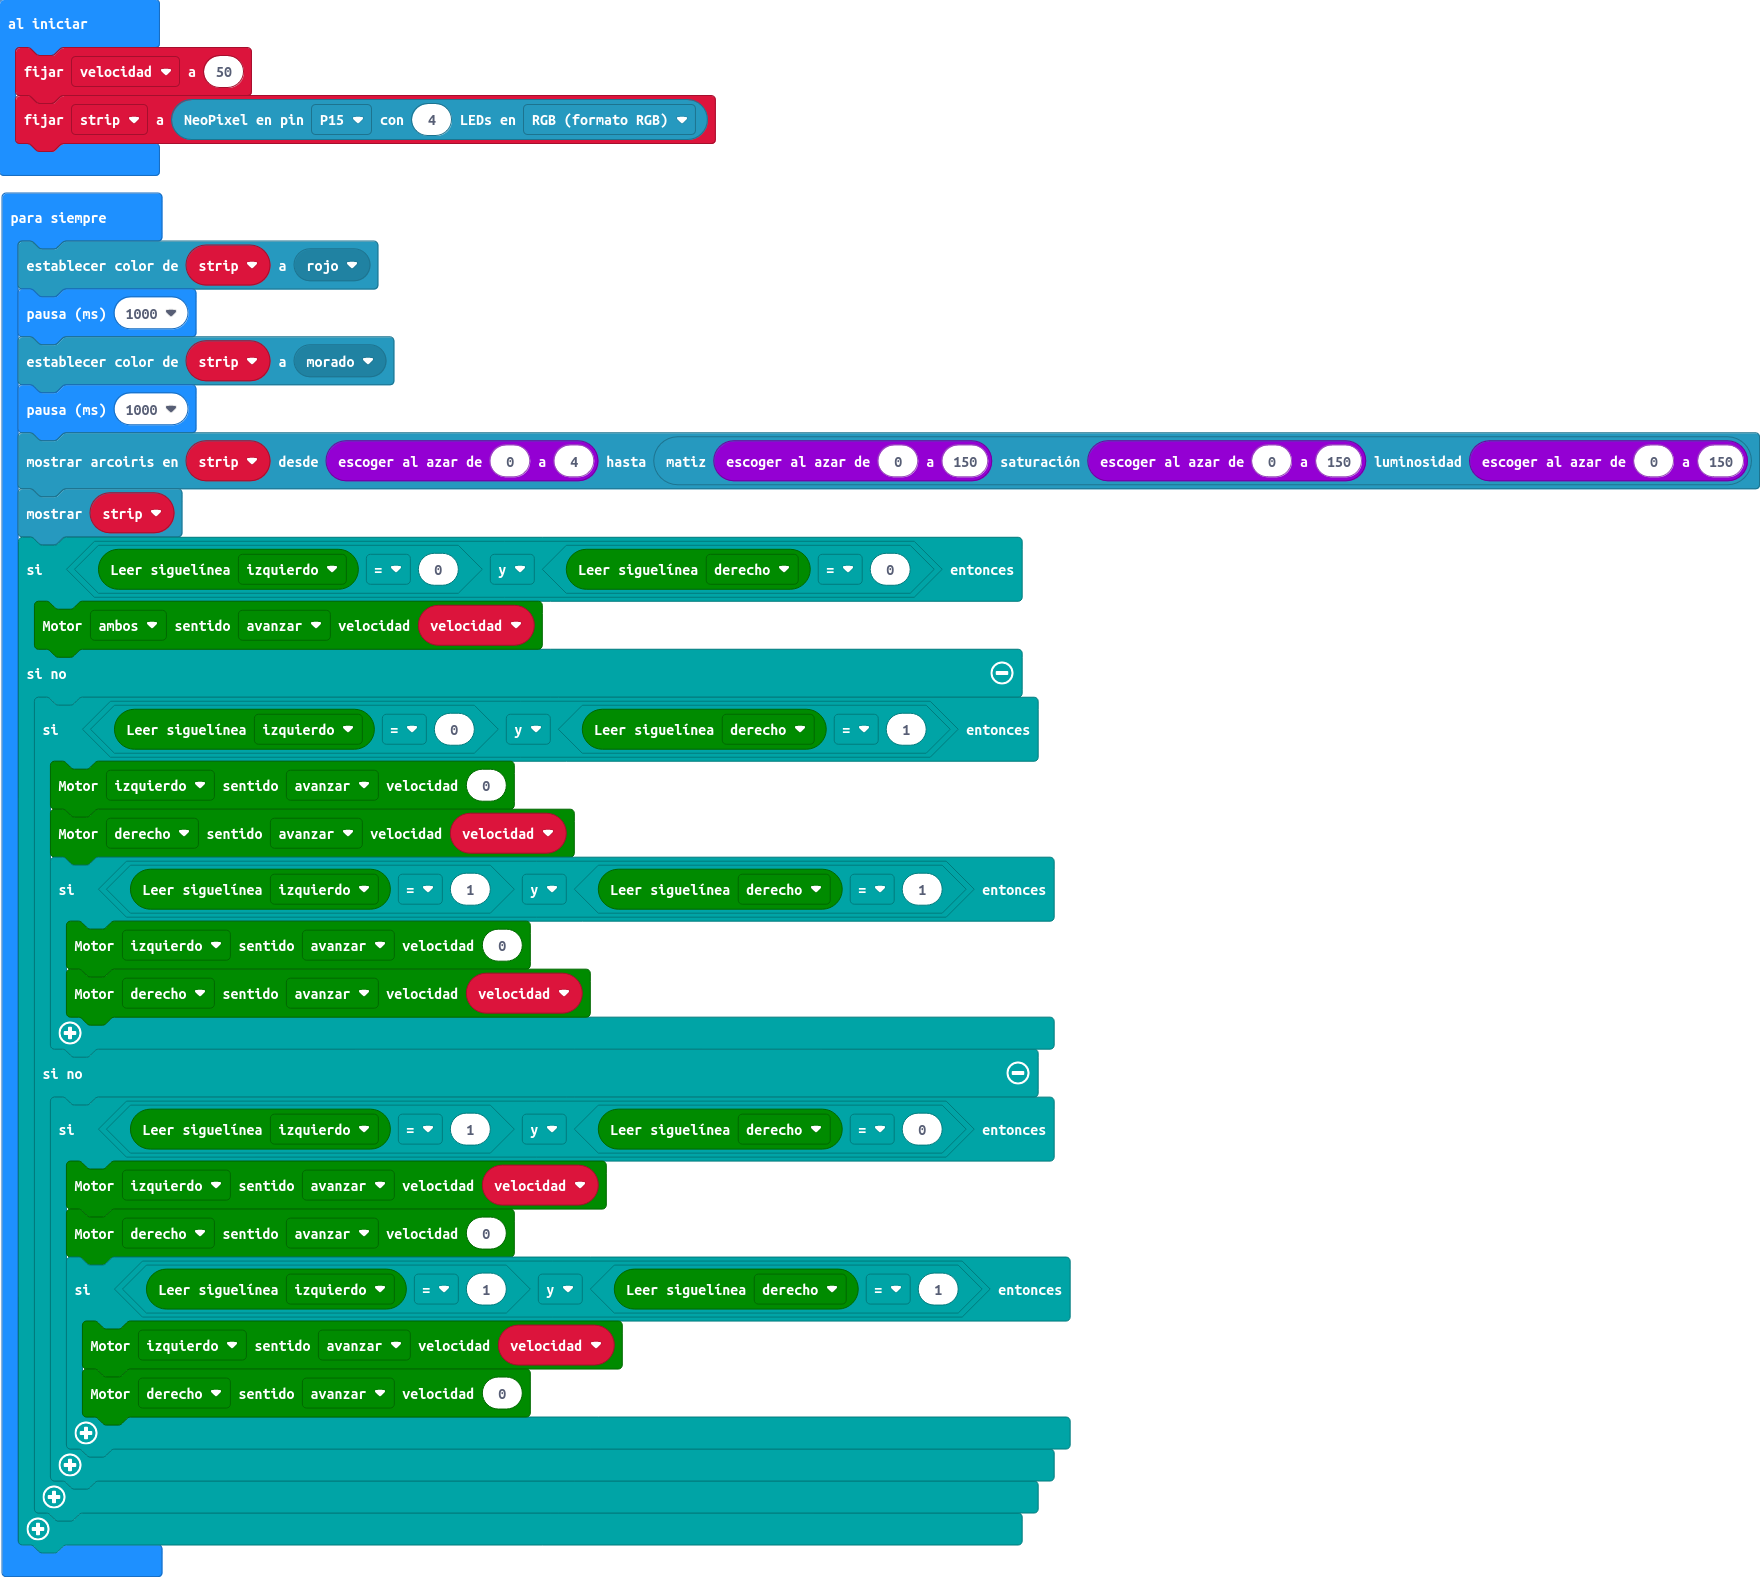 al iniciar
fijar velocidad a 50
fijar strip a NeoPixel en pin P15 con 4 LEDs en RGB (formato RGB)
para siempre
establecer color de strip a rojo
pausa (ms) 1000
establecer color de strip a morado
pausa (ms) 1000
mostrar arcoiris en strip desde escoger al azar de 0 a 4 hasta matiz escoger al azar de 0 a 150 saturación escoger al azar de 0 a 150 luminosidad escoger al azar de 0 a 150
mostrar strip
si Leer siguelínea izquierdo = 0 y Leer siguelínea derecho = 0 entonces
Motor ambos sentido avanzar velocidad velocidad
si no
si Leer siguelínea izquierdo = 0 y Leer siguelínea derecho = 1 entonces
Motor izquierdo sentido avanzar velocidad 0
Motor derecho sentido avanzar velocidad velocidad
si Leer siguelínea izquierdo = 1 y Leer siguelínea derecho = 1 entonces
Motor izquierdo sentido avanzar velocidad 0
Motor derecho sentido avanzar velocidad velocidad
si no
si Leer siguelínea izquierdo = 1 y Leer siguelínea derecho = 0 entonces
Motor izquierdo sentido avanzar velocidad velocidad
Motor derecho sentido avanzar velocidad 0
si Leer siguelínea izquierdo = 1 y Leer siguelínea derecho = 1 entonces
Motor izquierdo sentido avanzar velocidad velocidad
Motor derecho sentido avanzar velocidad 0